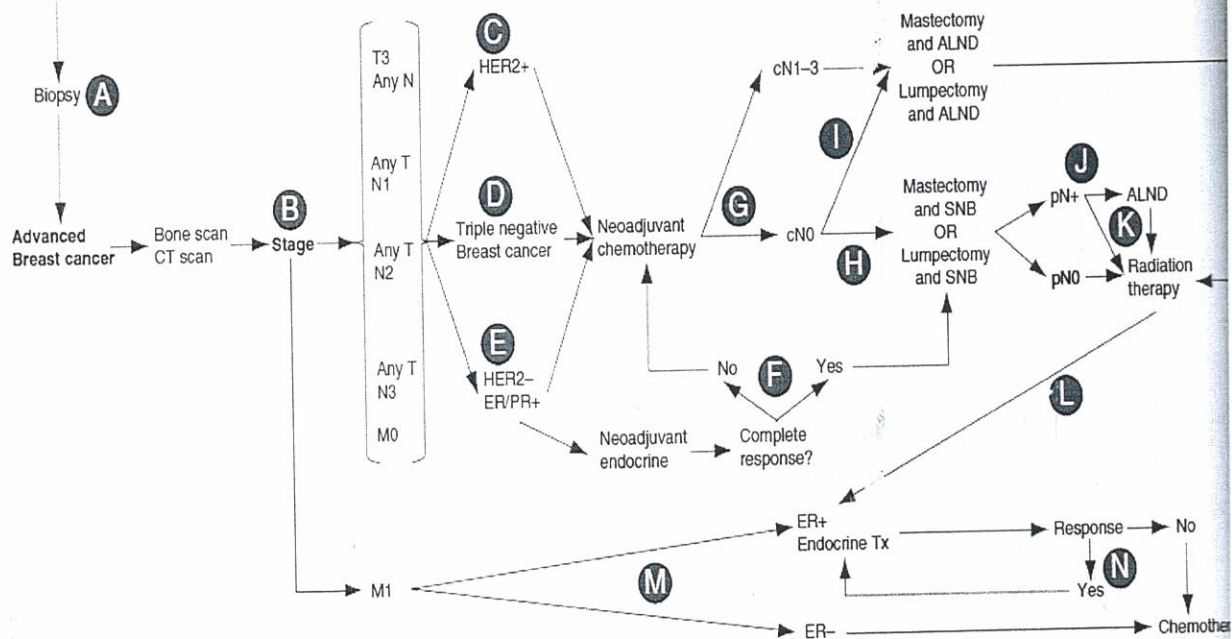 Biopsy A
Advanced
Breast cancer
Bone scan
CT scan
B
Stage
T3
Any N
Any T
N1
Any T
N2
Any T
N3
M0
C
HER2+
D
Triple negative
Breast cancer
E
HER2–
ER/PR+
Neoadjuvant
chemotherapy
Neoadjuvant
endocrine
Complete
response?
No
F
Yes
G
cN1–3
cN0
I
H
Mastectomy
and ALND
OR
Lumpectomy
and ALND
Mastectomy
and SNB
OR
Lumpectomy
and SNB
J
pN+
ALND
K
pN0
Radiation
therapy
L
M1
M
ER+
Endocrine Tx
Response
No
N
Yes
ER–
Chemother